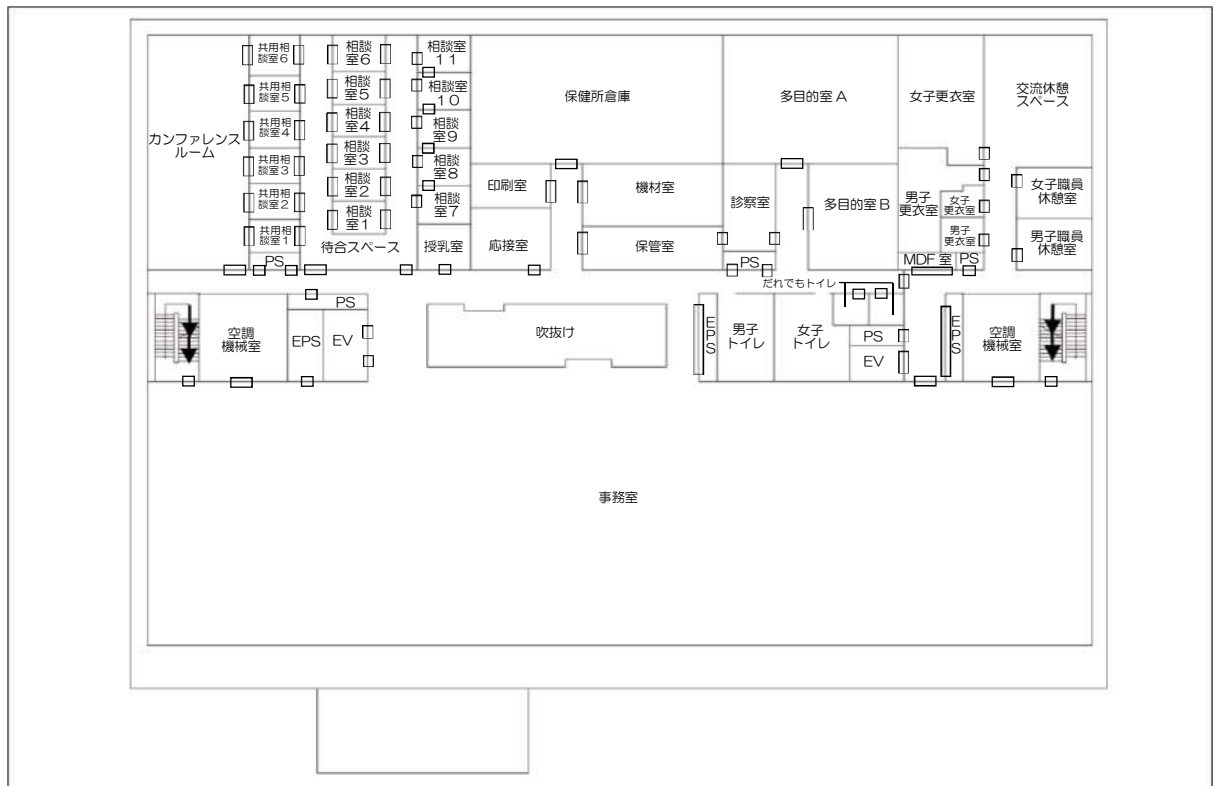 共用相
談室6
相談
室6
相談室
11
保健所倉庫
多目的室A
女子更衣室
交流休憩
スペース
共用相
談室5
相談
室5
相談室
10
カンファレンス
ルーム
共用相
談室4
相談
室4
相談
室9
共用相
談室3
相談
室3
相談
室8
共用相
談室2
相談
室2
印刷室
機材室
診察室
多目的室B
男子
更衣室
女子
更衣室
女子職員
休憩室
共用相
談室1
相談
室1
相談
室7
待合スペース
授乳室
応接室
保管室
男子
更衣室
男子職員
休憩室
PS
PS
MDF室
PS
だれでもトイレ
PS
空調
機械室
EPS
EV
吹抜け
EPS
男子
トイレ
女子
トイレ
PS
EV
EPS
空調
機械室
事務室